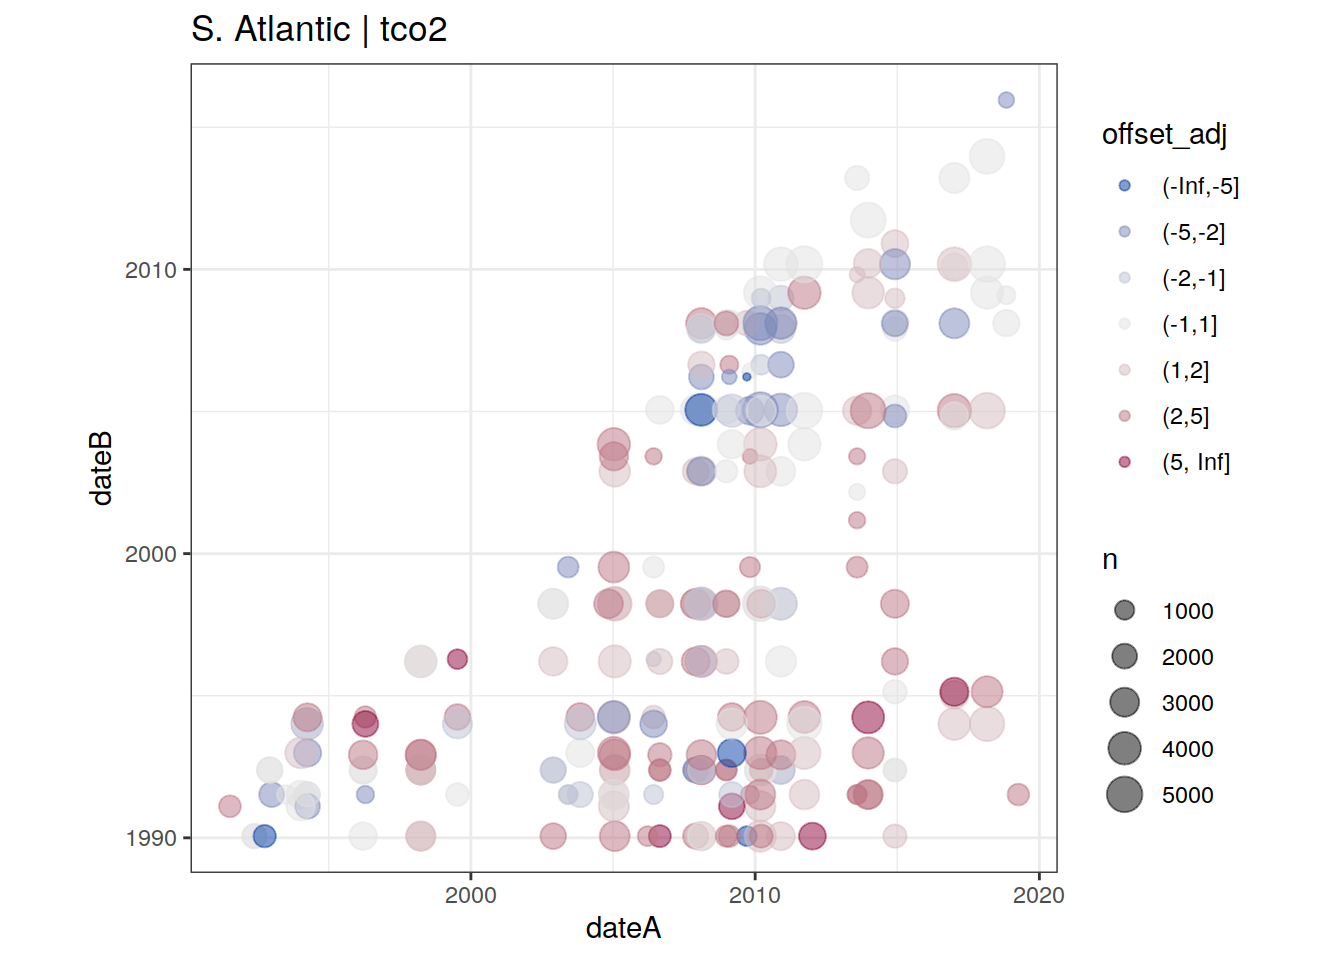 S. Atlantic | tco2
offset_adj
(-Inf,-5]
(-5,-2]
(-2,-1]
(-1,1]
(1,2]
(2,5]
(5, Inf]
n
1000
2000
3000
4000
5000
dateB
2010
2000
1990
2000
2010
2020
dateA